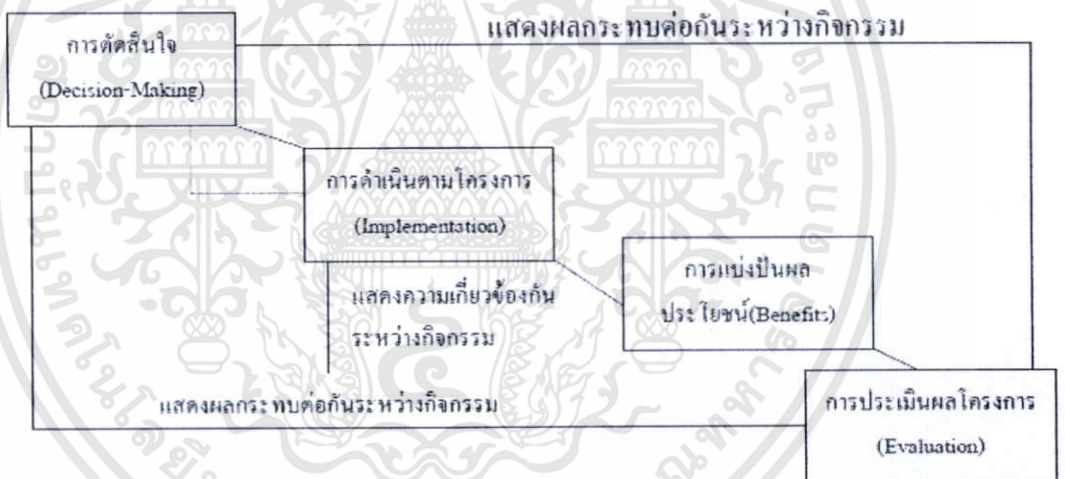 แสดงผลกระทบต่อกันระหว่างกิจกรรม
การตัดสินใจ
(Decision-Making)
การดำเนินตามโครงการ
(Implementation)
การแบ่งปันผล
ประโยชน์(Benefits)
แสดงความเกี่ยวข้องกัน
ระหว่างกิจกรรม
แสดงผลกระทบต่อกันระหว่างกิจกรรม
การประเมินผลโครงการ
(Evaluation)